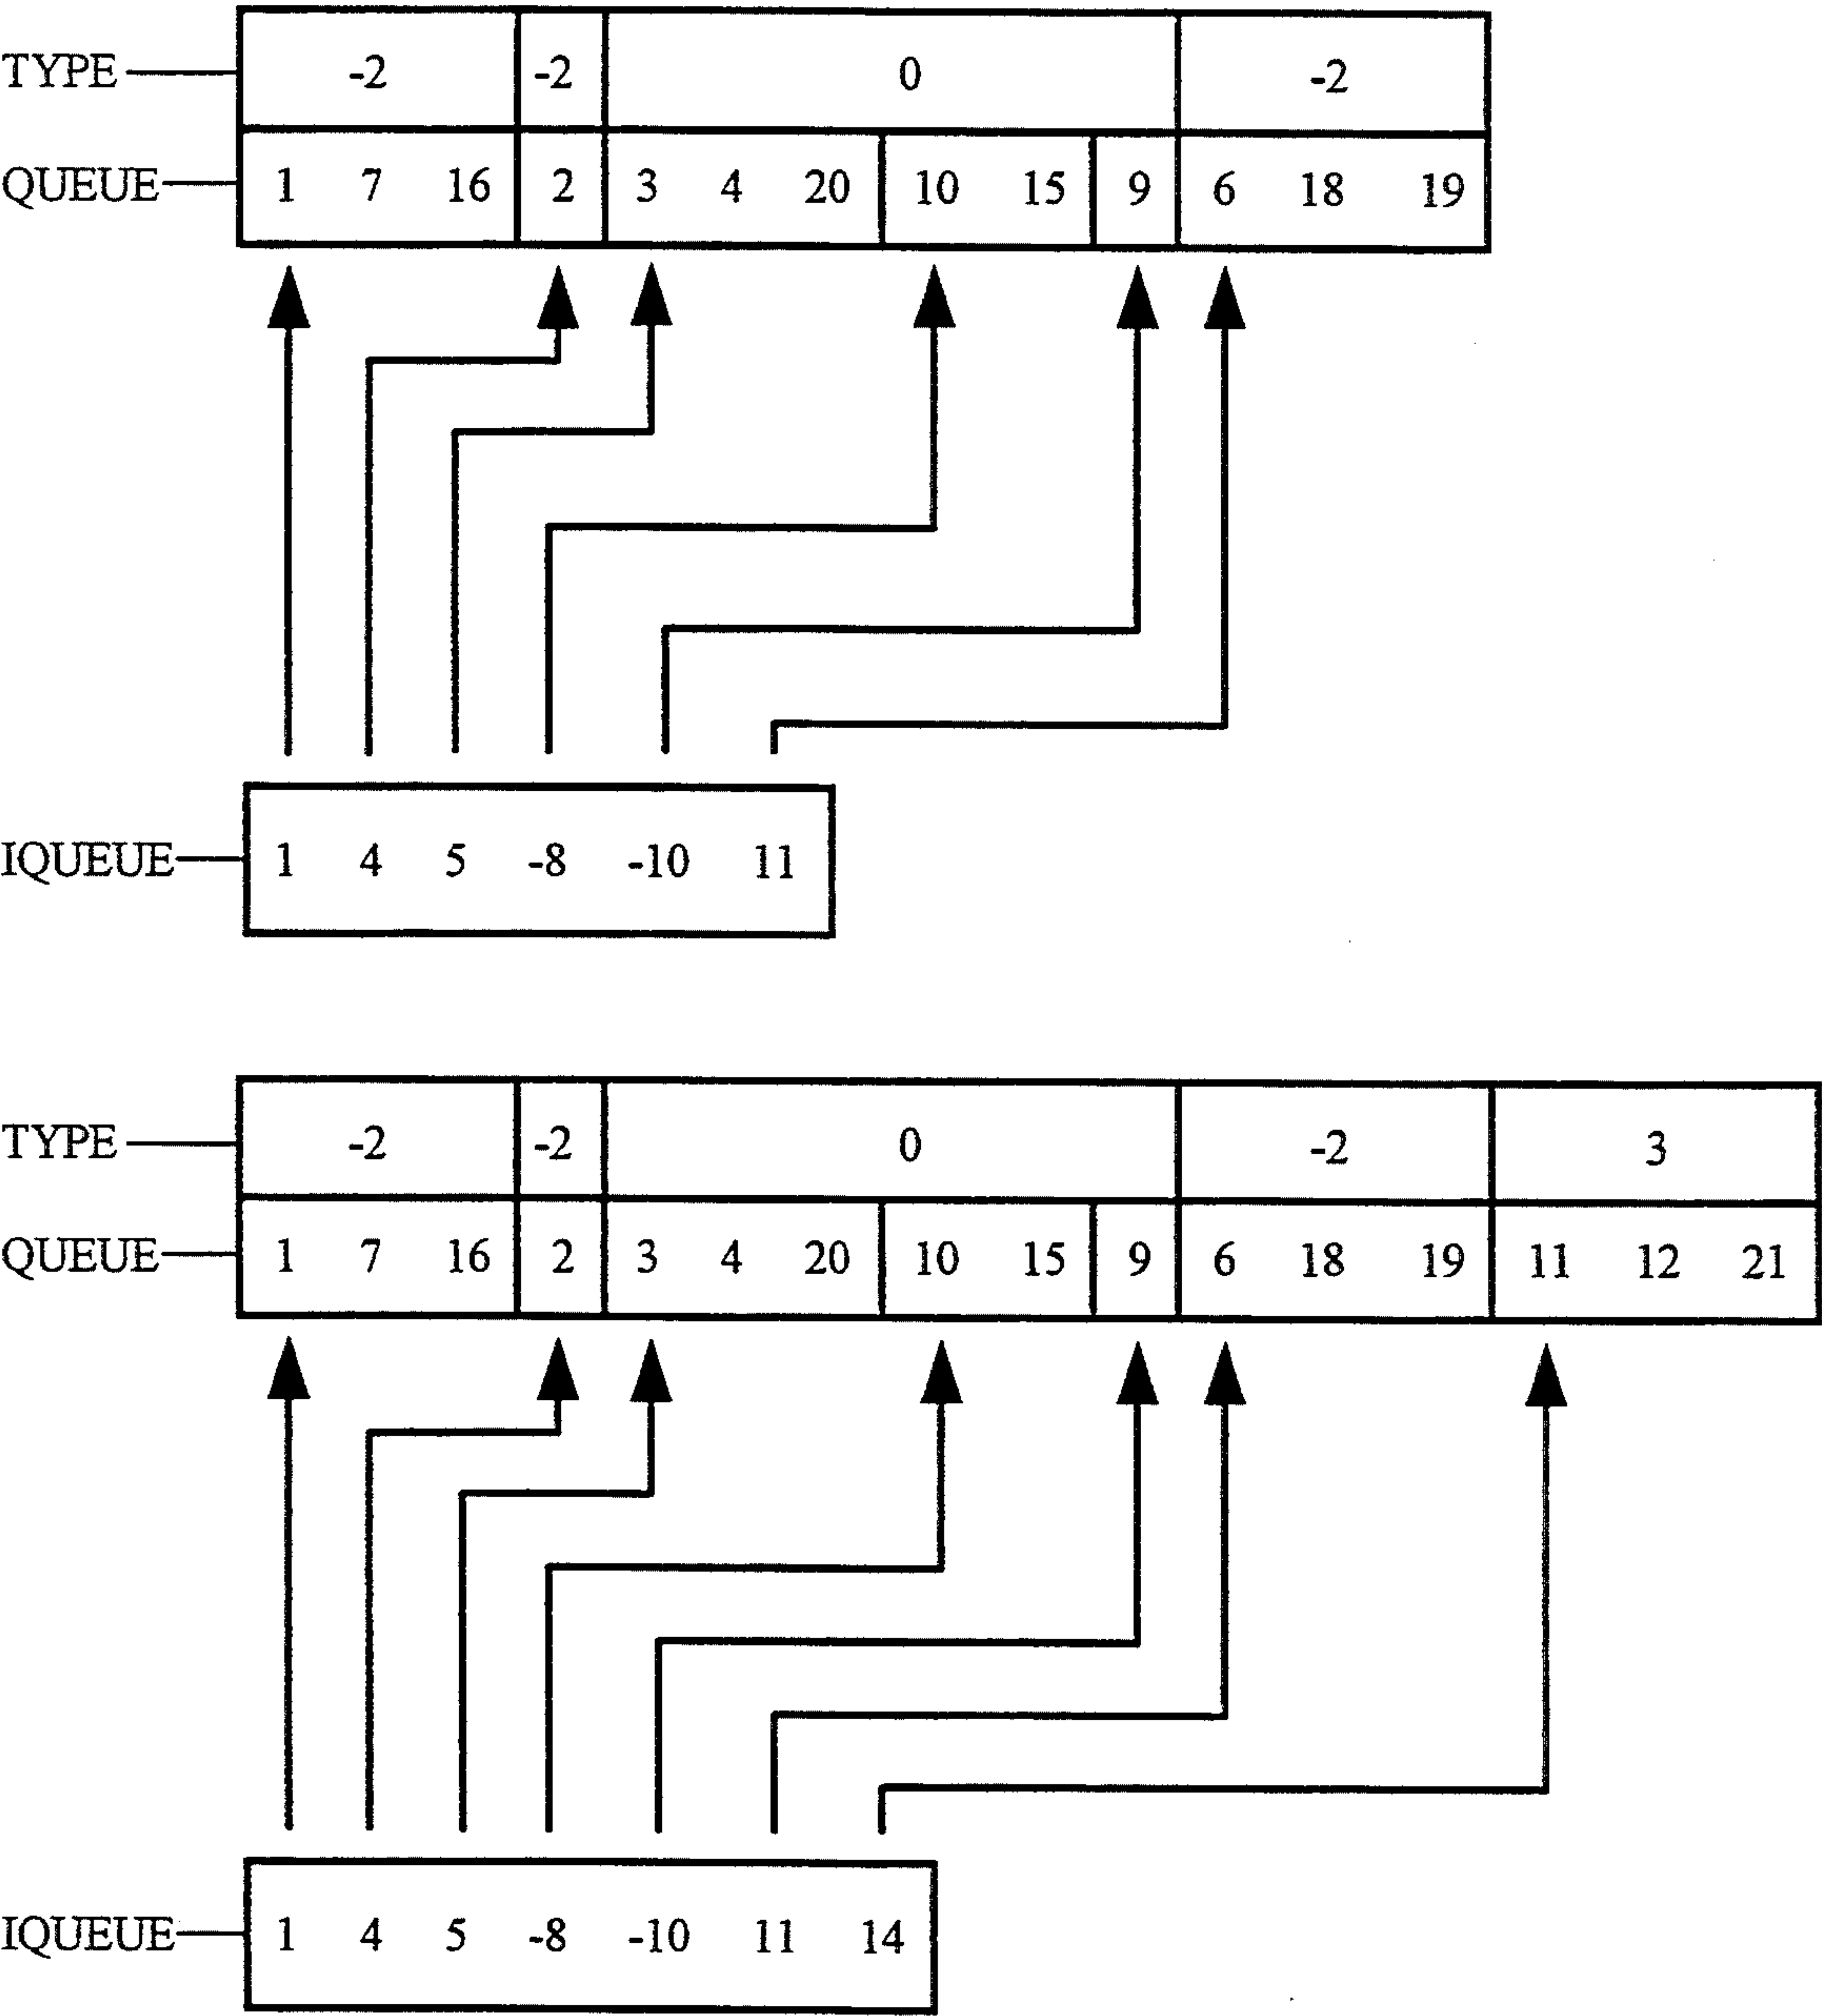 TYPE -2 -2 0 -2
QUEUE 1 7 16 2 3 4 20 10 15 9 6 18 19
IQUEUE 1 4 5 -8 -10 11
TYPE -2 -2 0 -2 3
QUEUE 1 7 16 2 3 4 20 10 15 9 6 18 19 11 12 21
IQUEUE 1 4 5 -8 -10 11 14